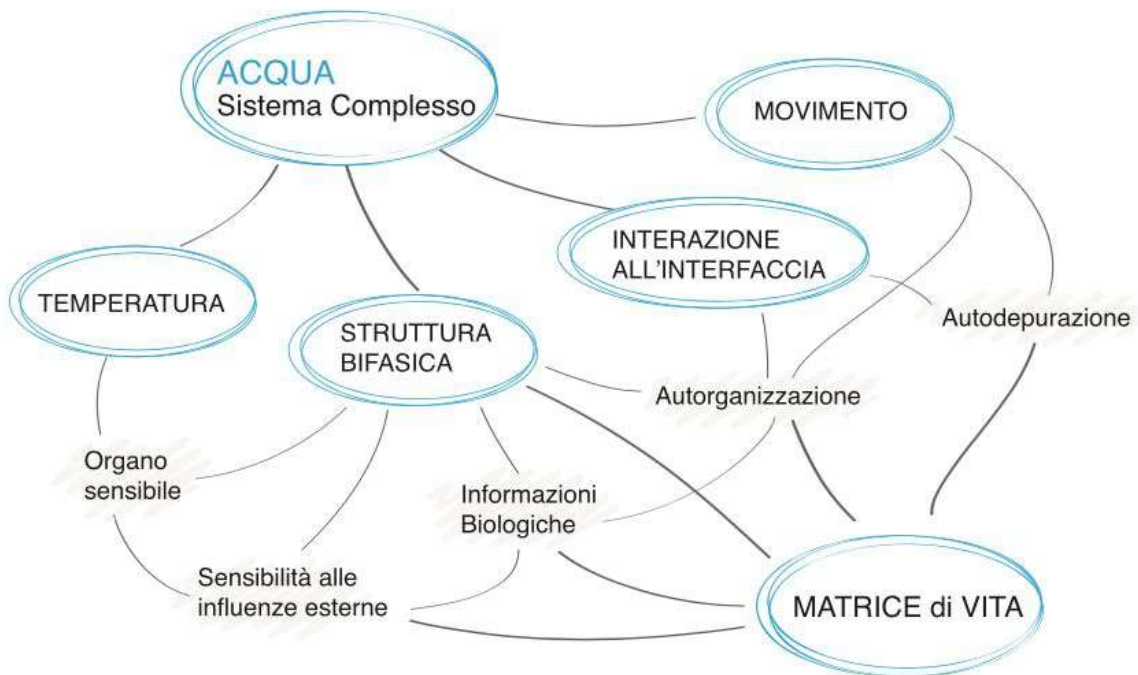 ACQUA
Sistema Complesso
MOVIMENTO
INTERAZIONE
ALL'INTERFACCIA
TEMPERATURA
STRUTTURA
BIFASICA
Autodepurazione
Autorganizzazione
Organo
sensibile
Informazioni
Biologiche
Sensibilità alle
influenze esterne
MATRICE di VITA